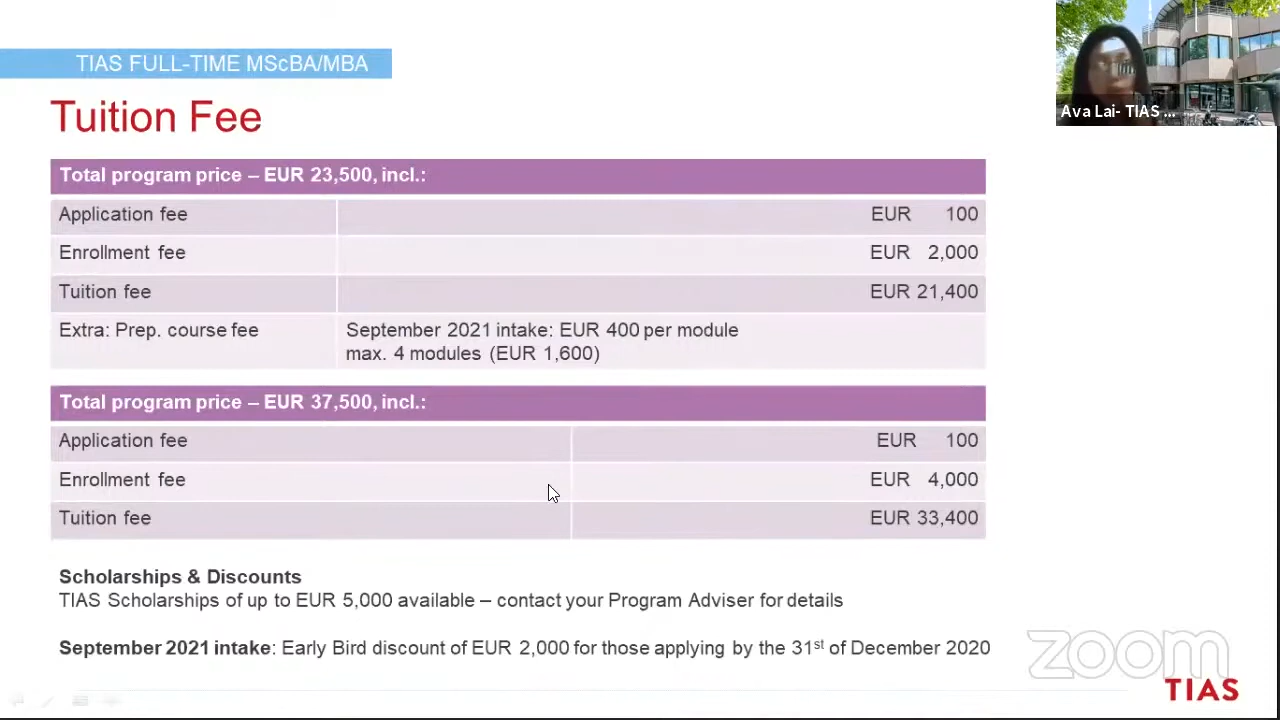 TIAS FULL-TIME MScBA/MBA
Ava Lai- TIAS ...
Tuition Fee
Total program price – EUR 23,500, incl.:
Application fee EUR 100
Enrollment fee EUR 2,000
Tuition fee EUR 21,400
Extra: Prep. course fee September 2021 intake: EUR 400 per module
max. 4 modules (EUR 1,600)
Total program price – EUR 37,500, incl.:
Application fee EUR 100
Enrollment fee EUR 4,000
Tuition fee EUR 33,400
Scholarships & Discounts
TIAS Scholarships of up to EUR 5,000 available – contact your Program Adviser for details
September 2021 intake: Early Bird discount of EUR 2,000 for those applying by the 31st of December 2020
zoom
TIAS